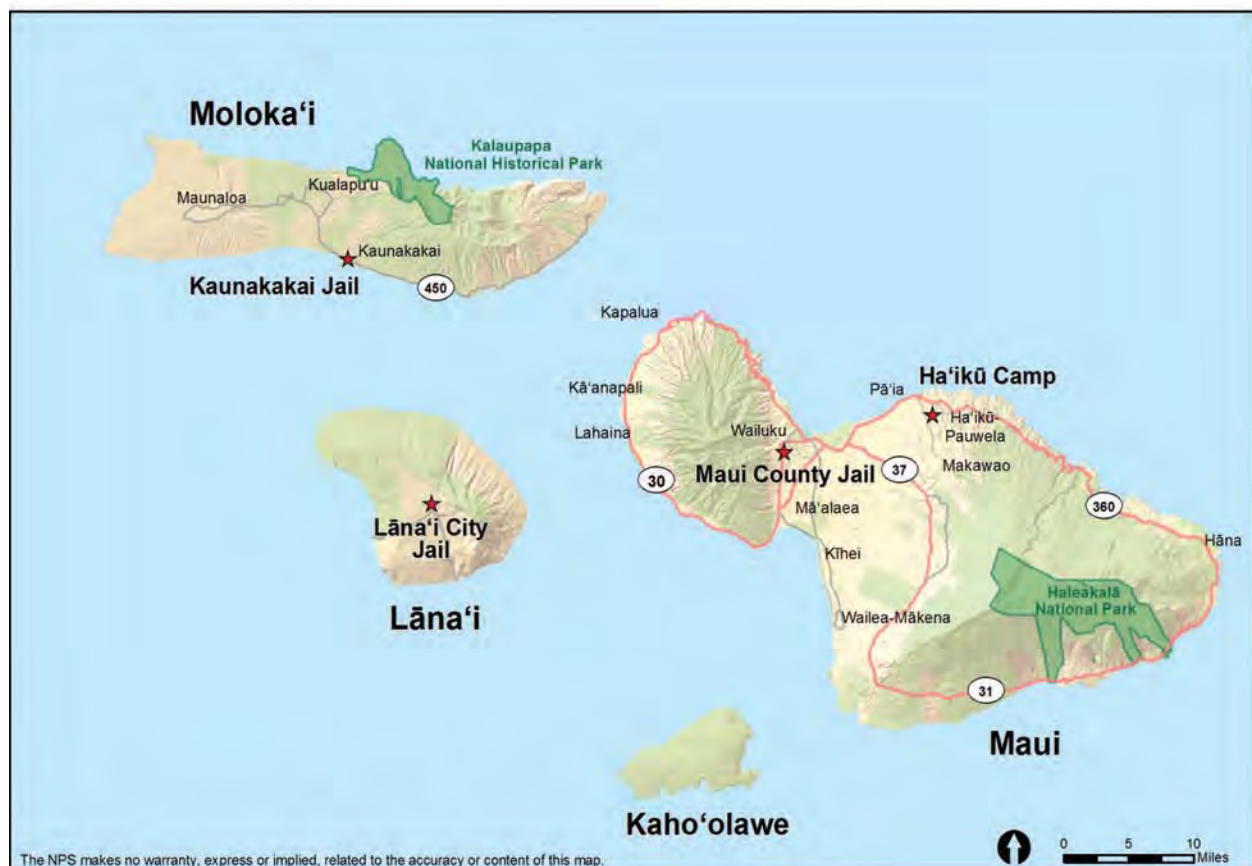 Moloka‘i
Kalaupapa
National Historical Park
Maunaloa
Kualapu‘u
Kaunakakai
Kaunakakai Jail
450
Kapalua
Kā‘anapali
Lahaina
30
Wailuku
Maui County Jail
Pā‘ia
Ha‘ikū Camp
Ha‘ikū-
Pauwela
Makawao
37
360
Hāna
Mā‘alaea
Kīhei
Wailea-Mākena
Haleākalā
National Park
31
Maui
Lāna‘i City
Jail
Lāna‘i
Kaho‘olawe
0 5 10
Miles
The NPS makes no warranty, express or implied, related to the accuracy or content of this map.